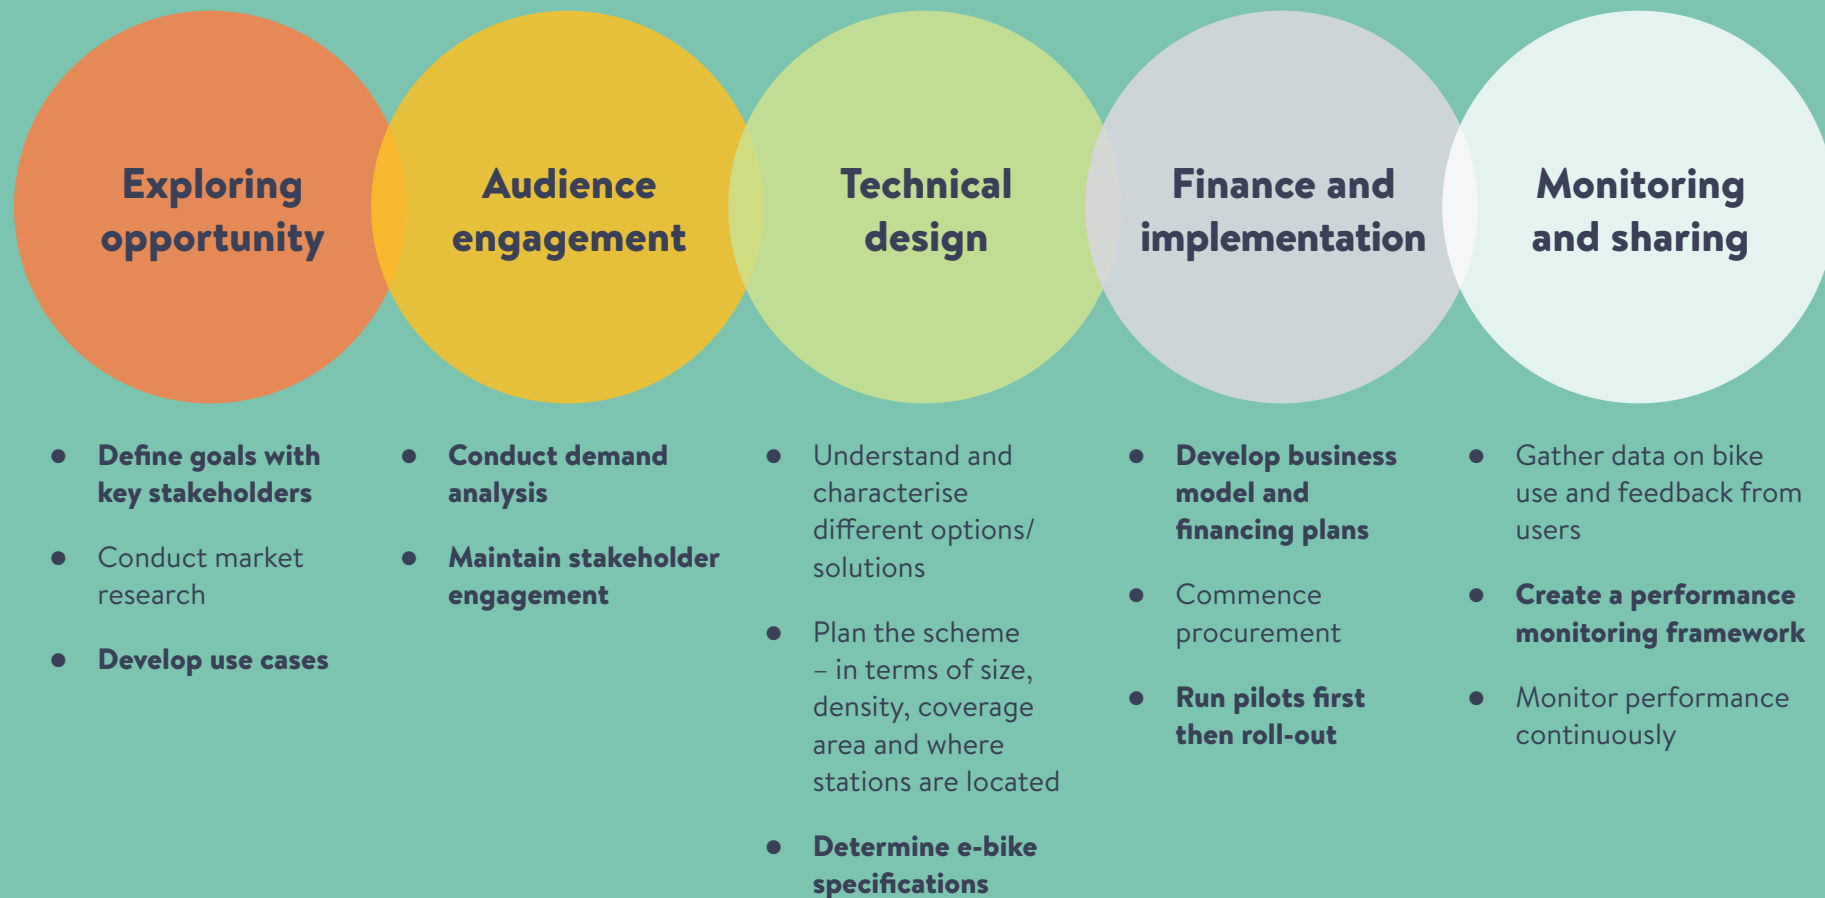 Exploring
opportunity
Audience
engagement
Technical
design
Finance and
implementation
Monitoring
and sharing
● Define goals with
key stakeholders
● Conduct market
research
● Develop use cases
● Conduct demand
analysis
● Maintain stakeholder
engagement
● Understand and
characterise
different options/
solutions
● Plan the scheme
– in terms of size,
density, coverage
area and where
stations are located
● Determine e-bike
specifications
● Develop business
model and
financing plans
● Commence
procurement
● Run pilots first
then roll-out
● Gather data on bike
use and feedback from
users
● Create a performance
monitoring framework
● Monitor performance
continuously